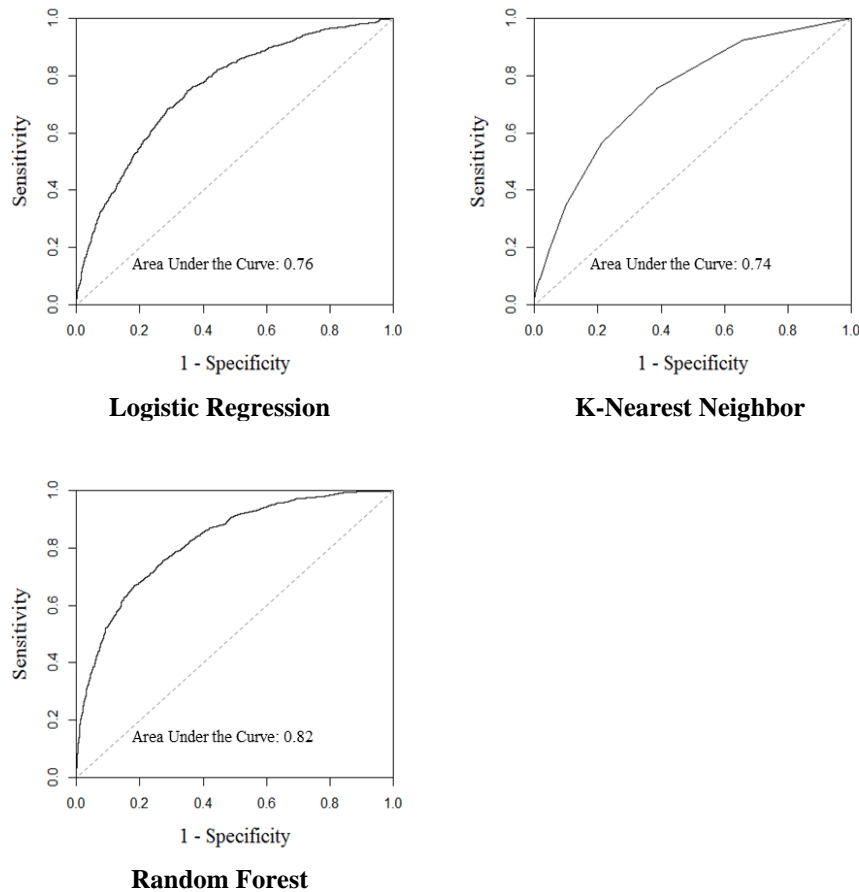 1.0
0.8
0.6
0.4
0.2
0.0
Sensitivity
Area Under the Curve: 0.76
0.0 0.2 0.4 0.6 0.8 1.0
1 - Specificity
Logistic Regression
1.0
0.8
0.6
0.4
0.2
0.0
Sensitivity
Area Under the Curve: 0.74
0.0 0.2 0.4 0.6 0.8 1.0
1 - Specificity
K-Nearest Neighbor
1.0
0.8
0.6
0.4
0.2
0.0
Sensitivity
Area Under the Curve: 0.82
0.0 0.2 0.4 0.6 0.8 1.0
1 - Specificity
Random Forest